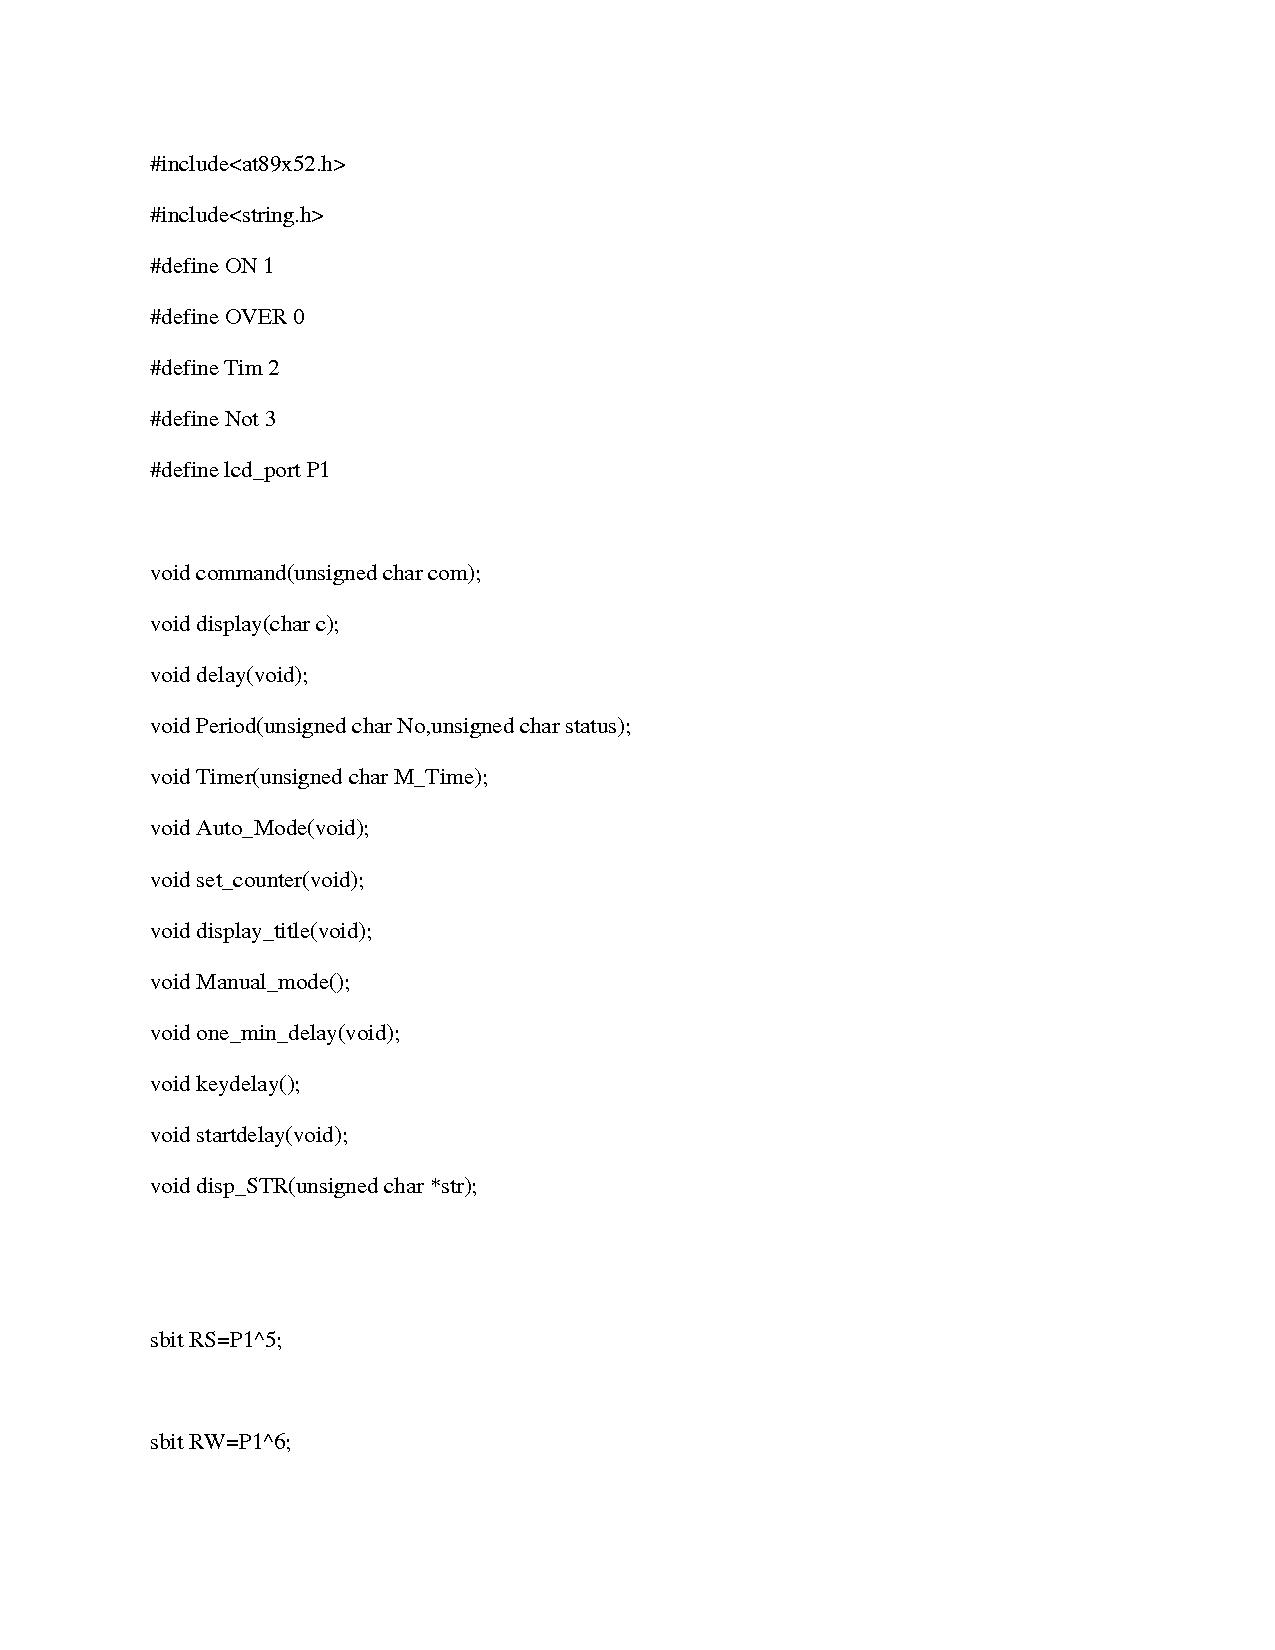 #include<at89x52.h>
#include<string.h>
#define ON 1
#define OVER 0
#define Tim 2
#define Not 3
#define lcd_port P1
void command(unsigned char com);
void display(char c);
void delay(void);
void Period(unsigned char No,unsigned char status);
void Timer(unsigned char M_Time);
void Auto_Mode(void);
void set_counter(void);
void display_title(void);
void Manual_mode();
void one_min_delay(void);
void keydelay();
void startdelay(void);
void disp_STR(unsigned char *str);
sbit RS=P1^5;
sbit RW=P1^6;